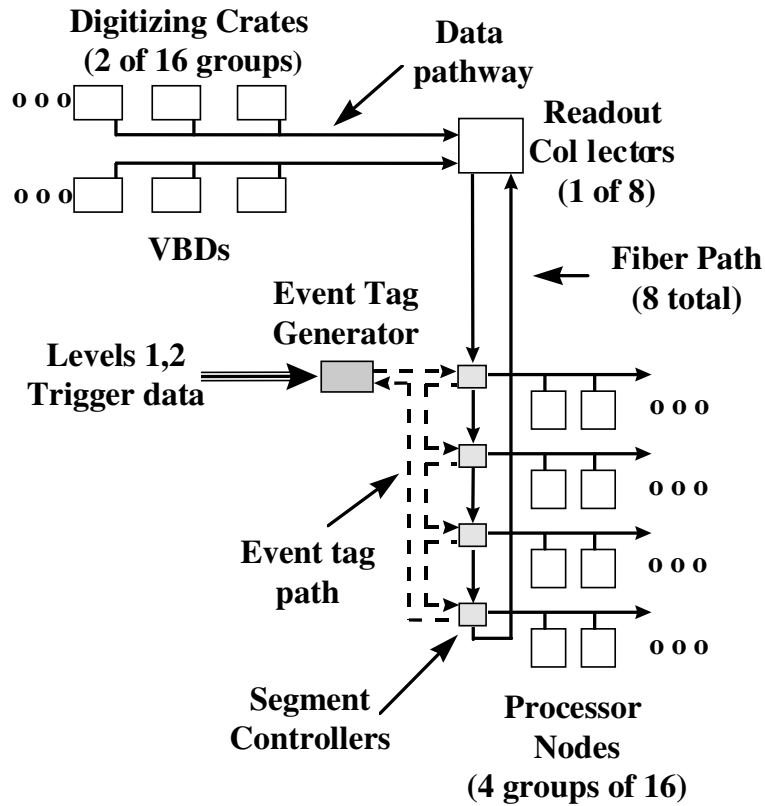 Digitizing Crates
(2 of 16 groups)
Data
pathway
o o o
Readout
Col lectors
(1 of 8)
o o o
VBDs
Fiber Path
(8 total)
Event Tag
Generator
Levels 1,2
Trigger data
o o o
o o o
Event tag
path
o o o
o o o
Segment
Controllers
Processor
Nodes
(4 groups of 16)